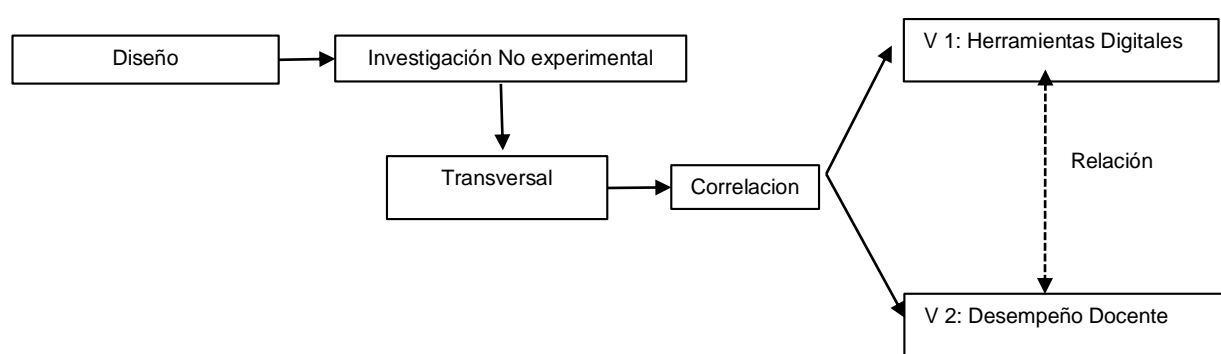 Diseño
Investigación No experimental
V 1: Herramientas Digitales
Transversal
Correlacion
Relación
V 2: Desempeño Docente